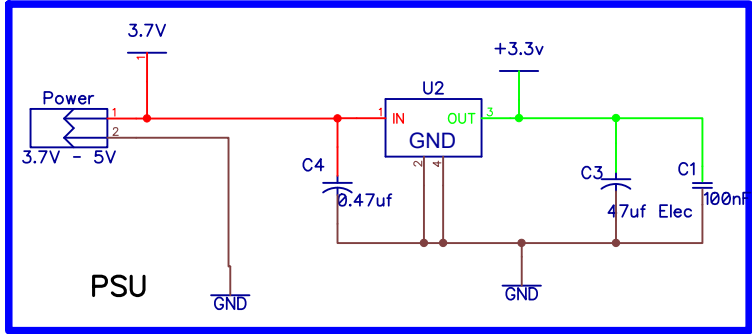 3.7V
1
+3.3v
Power
1
2
3.7V - 5V
U2
1
IN
OUT
3
GND
2
4
C4
0.47uf
C3
47uf Elec
C1
100nF
PSU
GND
GND